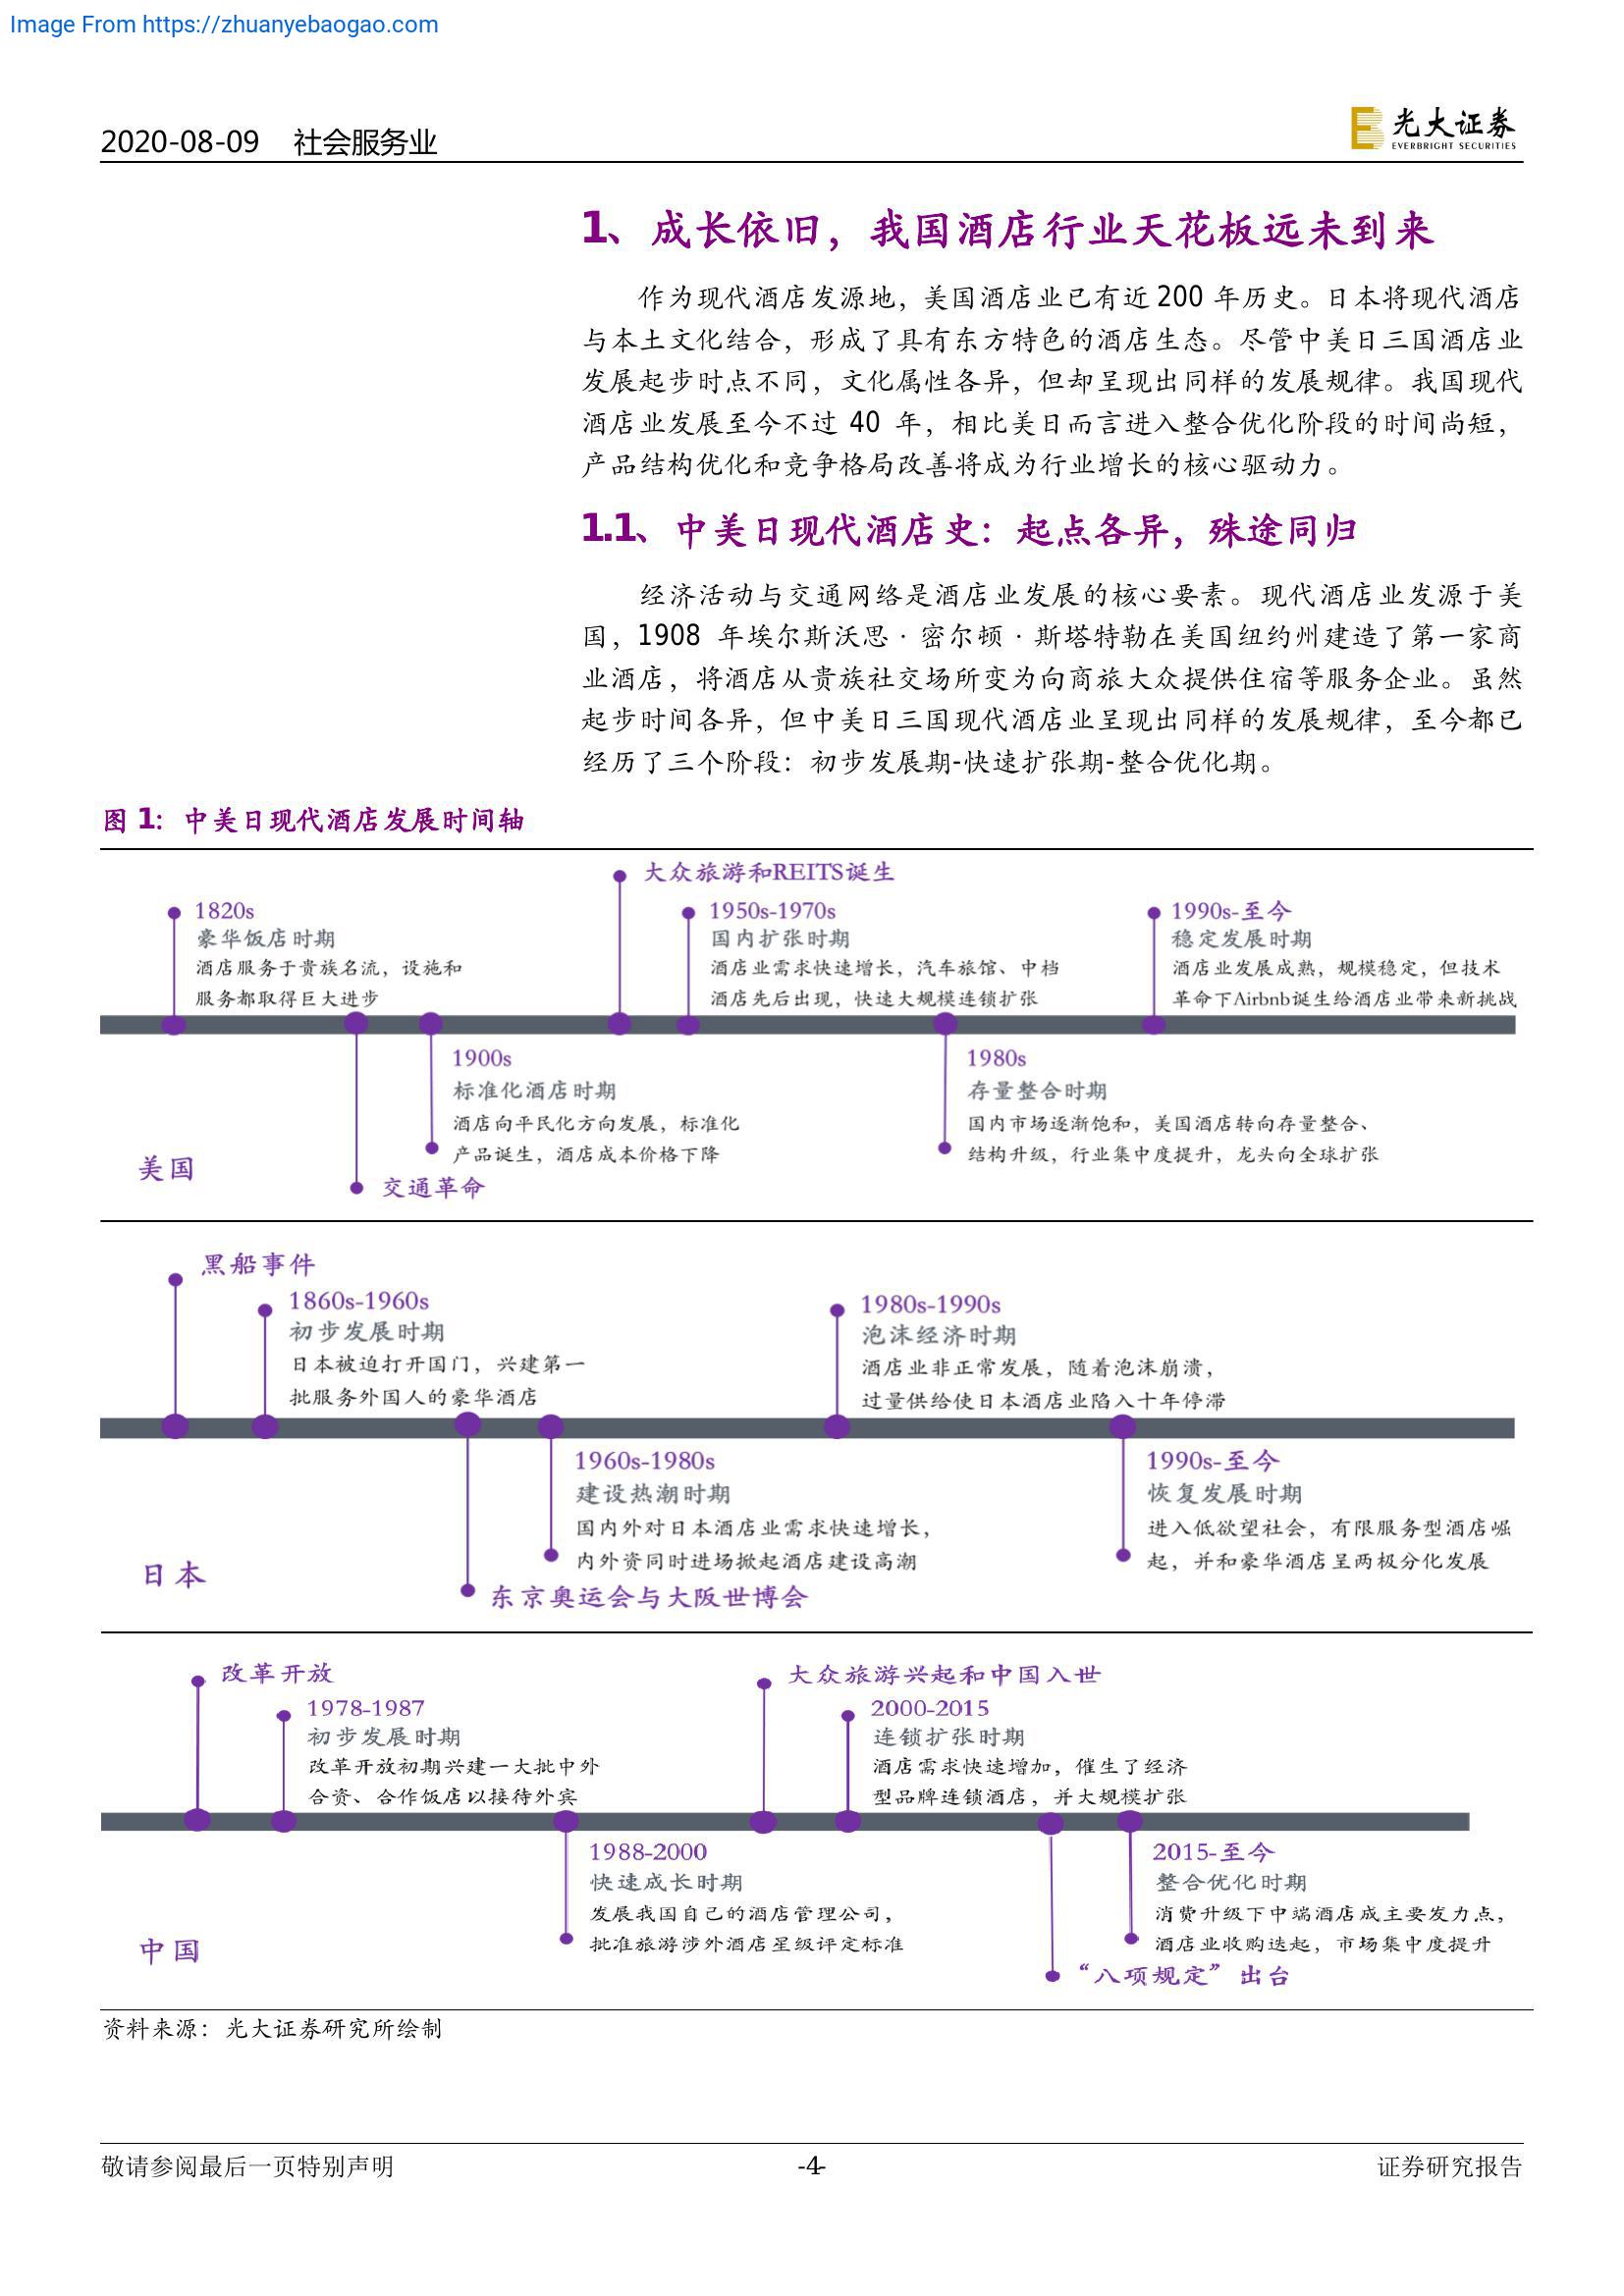 Image From https://zhuanyebaogao.com
2020-08-09 社会服务业
光大证券
EVERBRIGHT SECURITIES
1、成长依旧，我国酒店行业天花板远未到来
作为现代酒店发源地，美国酒店业已有近 200 年历史。日本将现代酒店
与本土文化结合，形成了具有东方特色的酒店生态。尽管中美日三国酒店业
发展起步时点不同，文化属性各异，但却呈现出同样的发展规律。我国现代
酒店业发展至今不过 40 年，相比美日而言进入整合优化阶段的时间尚短，
产品结构优化和竞争格局改善将成为行业增长的核心驱动力。
1.1、中美日现代酒店史：起点各异，殊途同归
经济活动与交通网络是酒店业发展的核心要素。现代酒店业发源于美
国，1908 年埃尔斯沃思·密尔顿·斯塔特勒在美国纽约州建造了第一家商
业酒店，将酒店从贵族社交场所变为向商旅大众提供住宿等服务企业。虽然
起步时间各异，但中美日三国现代酒店业呈现出同样的发展规律，至今都已
经历了三个阶段：初步发展期-快速扩张期-整合优化期。
图 1：中美日现代酒店发展时间轴
大众旅游和REITS诞生
1820s
豪华饭店时期
酒店服务于贵族名流，设施和
服务都取得巨大进步
1950s-1970s
国内扩张时期
酒店业需求快速增长，汽车旅馆、中档
酒店先后出现，快速大规模连锁扩张
1990s-至今
稳定发展时期
酒店业发展成熟，规模稳定，但技术
革命下Airbnb诞生给酒店业带来新挑战
1900s
标准化酒店时期
酒店向平民化方向发展，标准化
产品诞生，酒店成本价格下降
1980s
存量整合时期
国内市场逐渐饱和，美国酒店转向存量整合、
结构升级，行业集中度提升，龙头向全球扩张
美国
交通革命
黑船事件
1860s-1960s
初步发展时期
日本被迫打开国门，兴建第一
批服务外国人的豪华酒店
1980s-1990s
泡沫经济时期
酒店业非正常发展，随着泡沫崩溃，
过量供给使日本酒店业陷入十年停滞
1960s-1980s
建设热潮时期
国内外对日本酒店业需求快速增长，
内外资同时进场掀起酒店建设高潮
1990s-至今
恢复发展时期
进入低欲望社会，有限服务型酒店崛
起，并和豪华酒店呈两极分化发展
日本
东京奥运会与大阪世博会
改革开放
1978-1987
初步发展时期
改革开放初期兴建一大批中外
合资、合作饭店以接待外宾
大众旅游兴起和中国入世
2000-2015
连锁扩张时期
酒店需求快速增加，催生了经济
型品牌连锁酒店，并大规模扩张
1988-2000
快速成长时期
发展我国自己的酒店管理公司，
批准旅游涉外酒店星级评定标准
2015-至今
整合优化时期
消费升级下中端酒店成主要发力点，
酒店业收购迭起，市场集中度提升
中国
“八项规定”出台
资料来源：光大证券研究所绘制
敬请参阅最后一页特别声明
-4-
证券研究报告